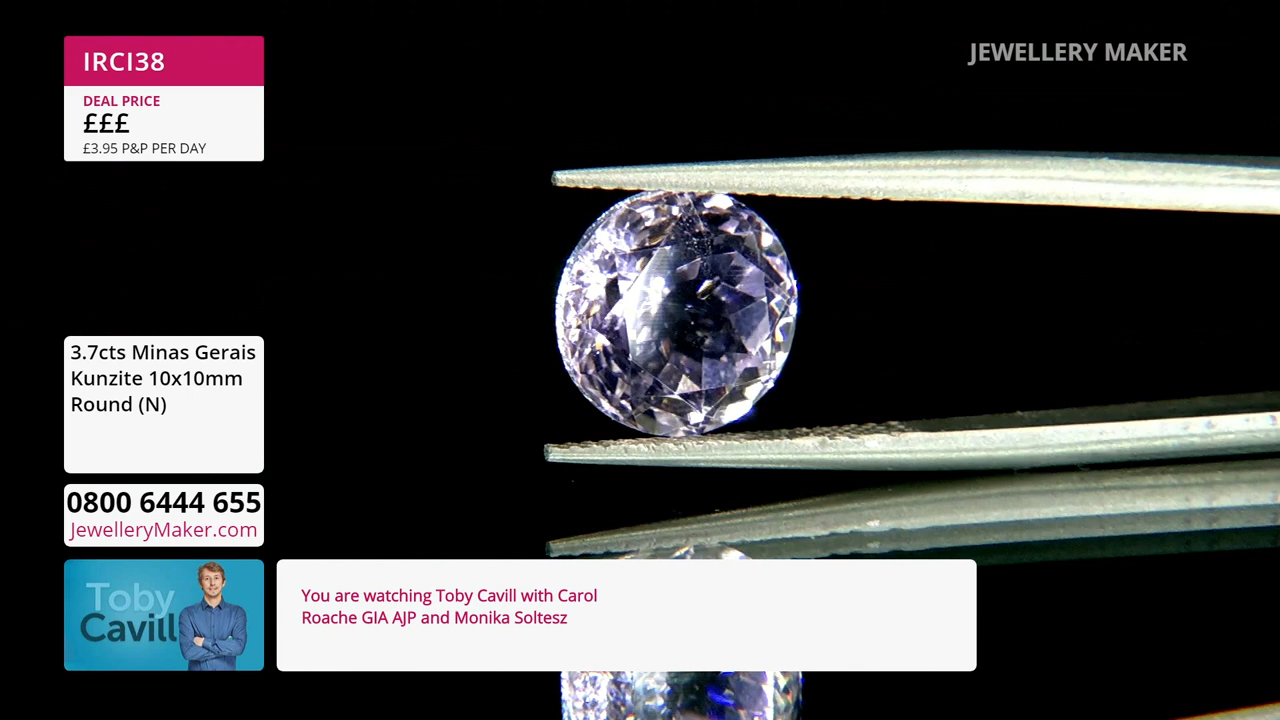 IRCI38
DEAL PRICE
£££
£3.95 P&P PER DAY
JEWELLERY MAKER
3.7cts Minas Gerais
Kunzite 10x10mm
Round (N)
0800 6444 655
JewelleryMaker.com
Toby
Cavill
You are watching Toby Cavill with Carol
Roache GIA AJP and Monika Soltesz